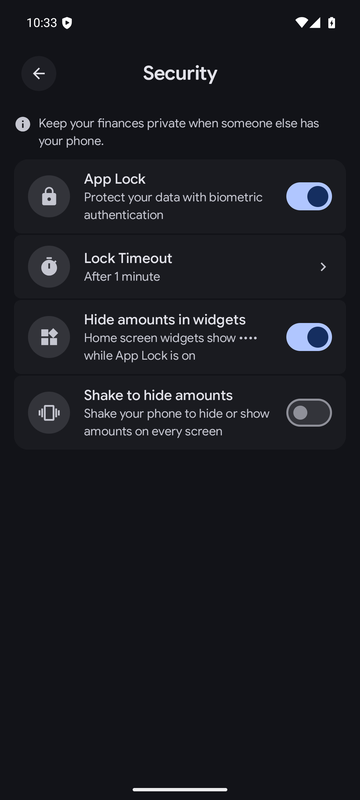 10:33
Security
Keep your finances private when someone else has
your phone.
App Lock
Protect your data with biometric
authentication
Lock Timeout
After 1 minute
Hide amounts in widgets
Home screen widgets show ••••
while App Lock is on
Shake to hide amounts
Shake your phone to hide or show
amounts on every screen